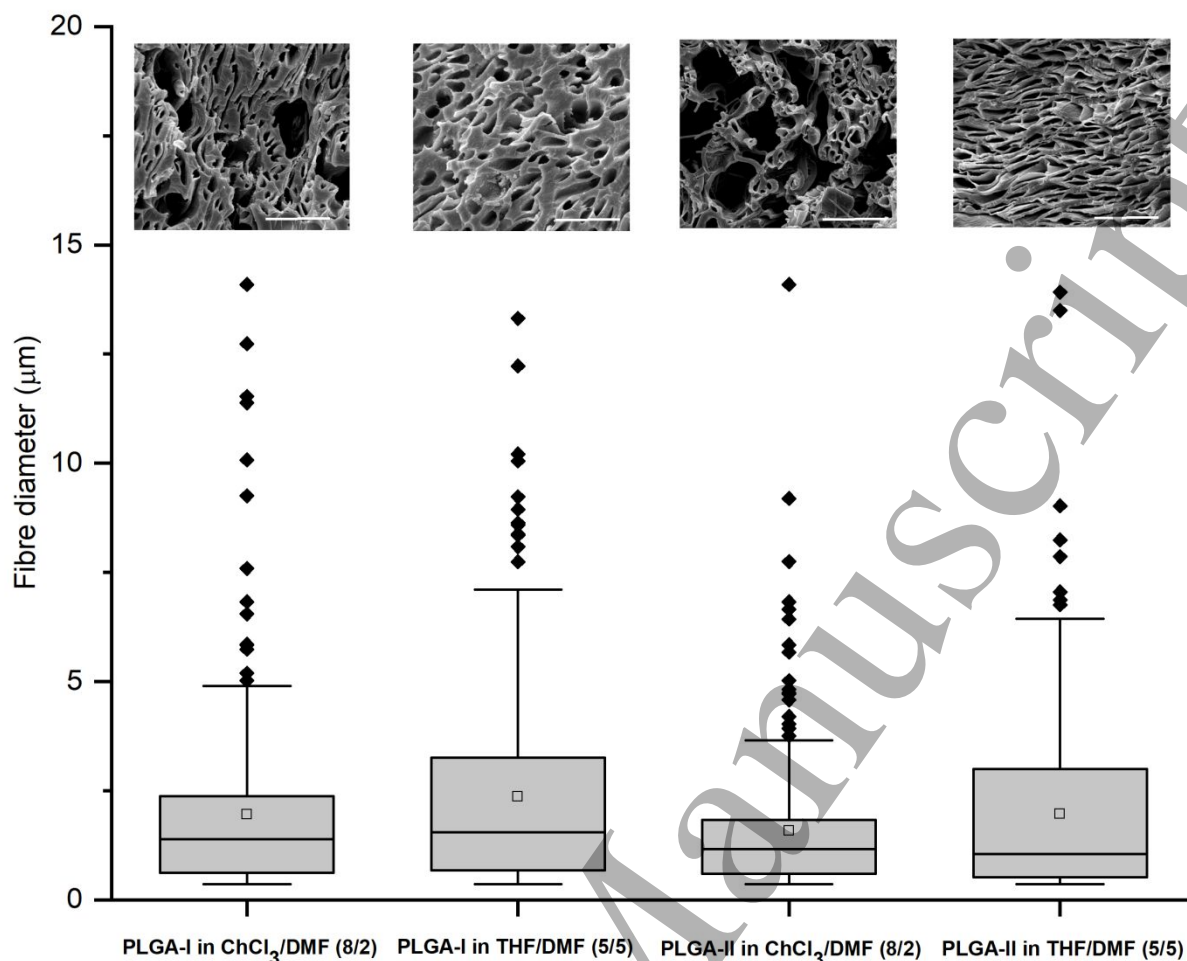 20
15
10
5
0
Fibre diameter (μm)
PLGA-I in ChCl₃/DMF (8/2)
PLGA-I in THF/DMF (5/5)
PLGA-II in ChCl₃/DMF (8/2)
PLGA-II in THF/DMF (5/5)
Manuscrip